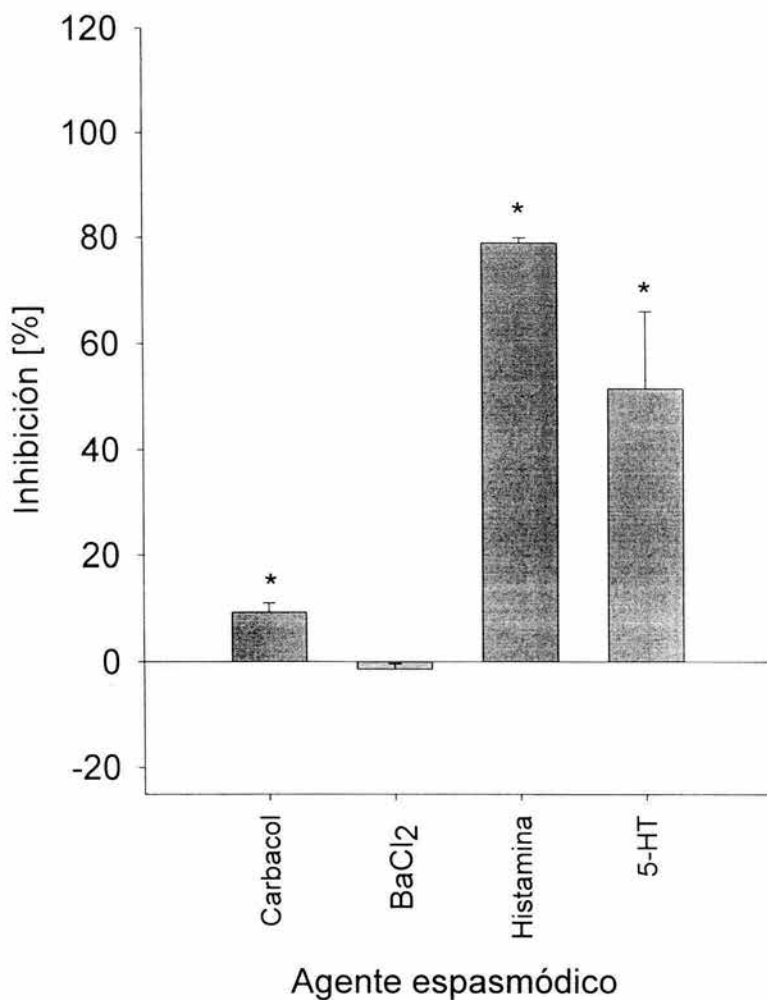 120
100
80
60
40
20
0
-20
Inhibición [%]
*
*
*
Carbacol
BaCl2
Histamina
5-HT
Agente espasmódico